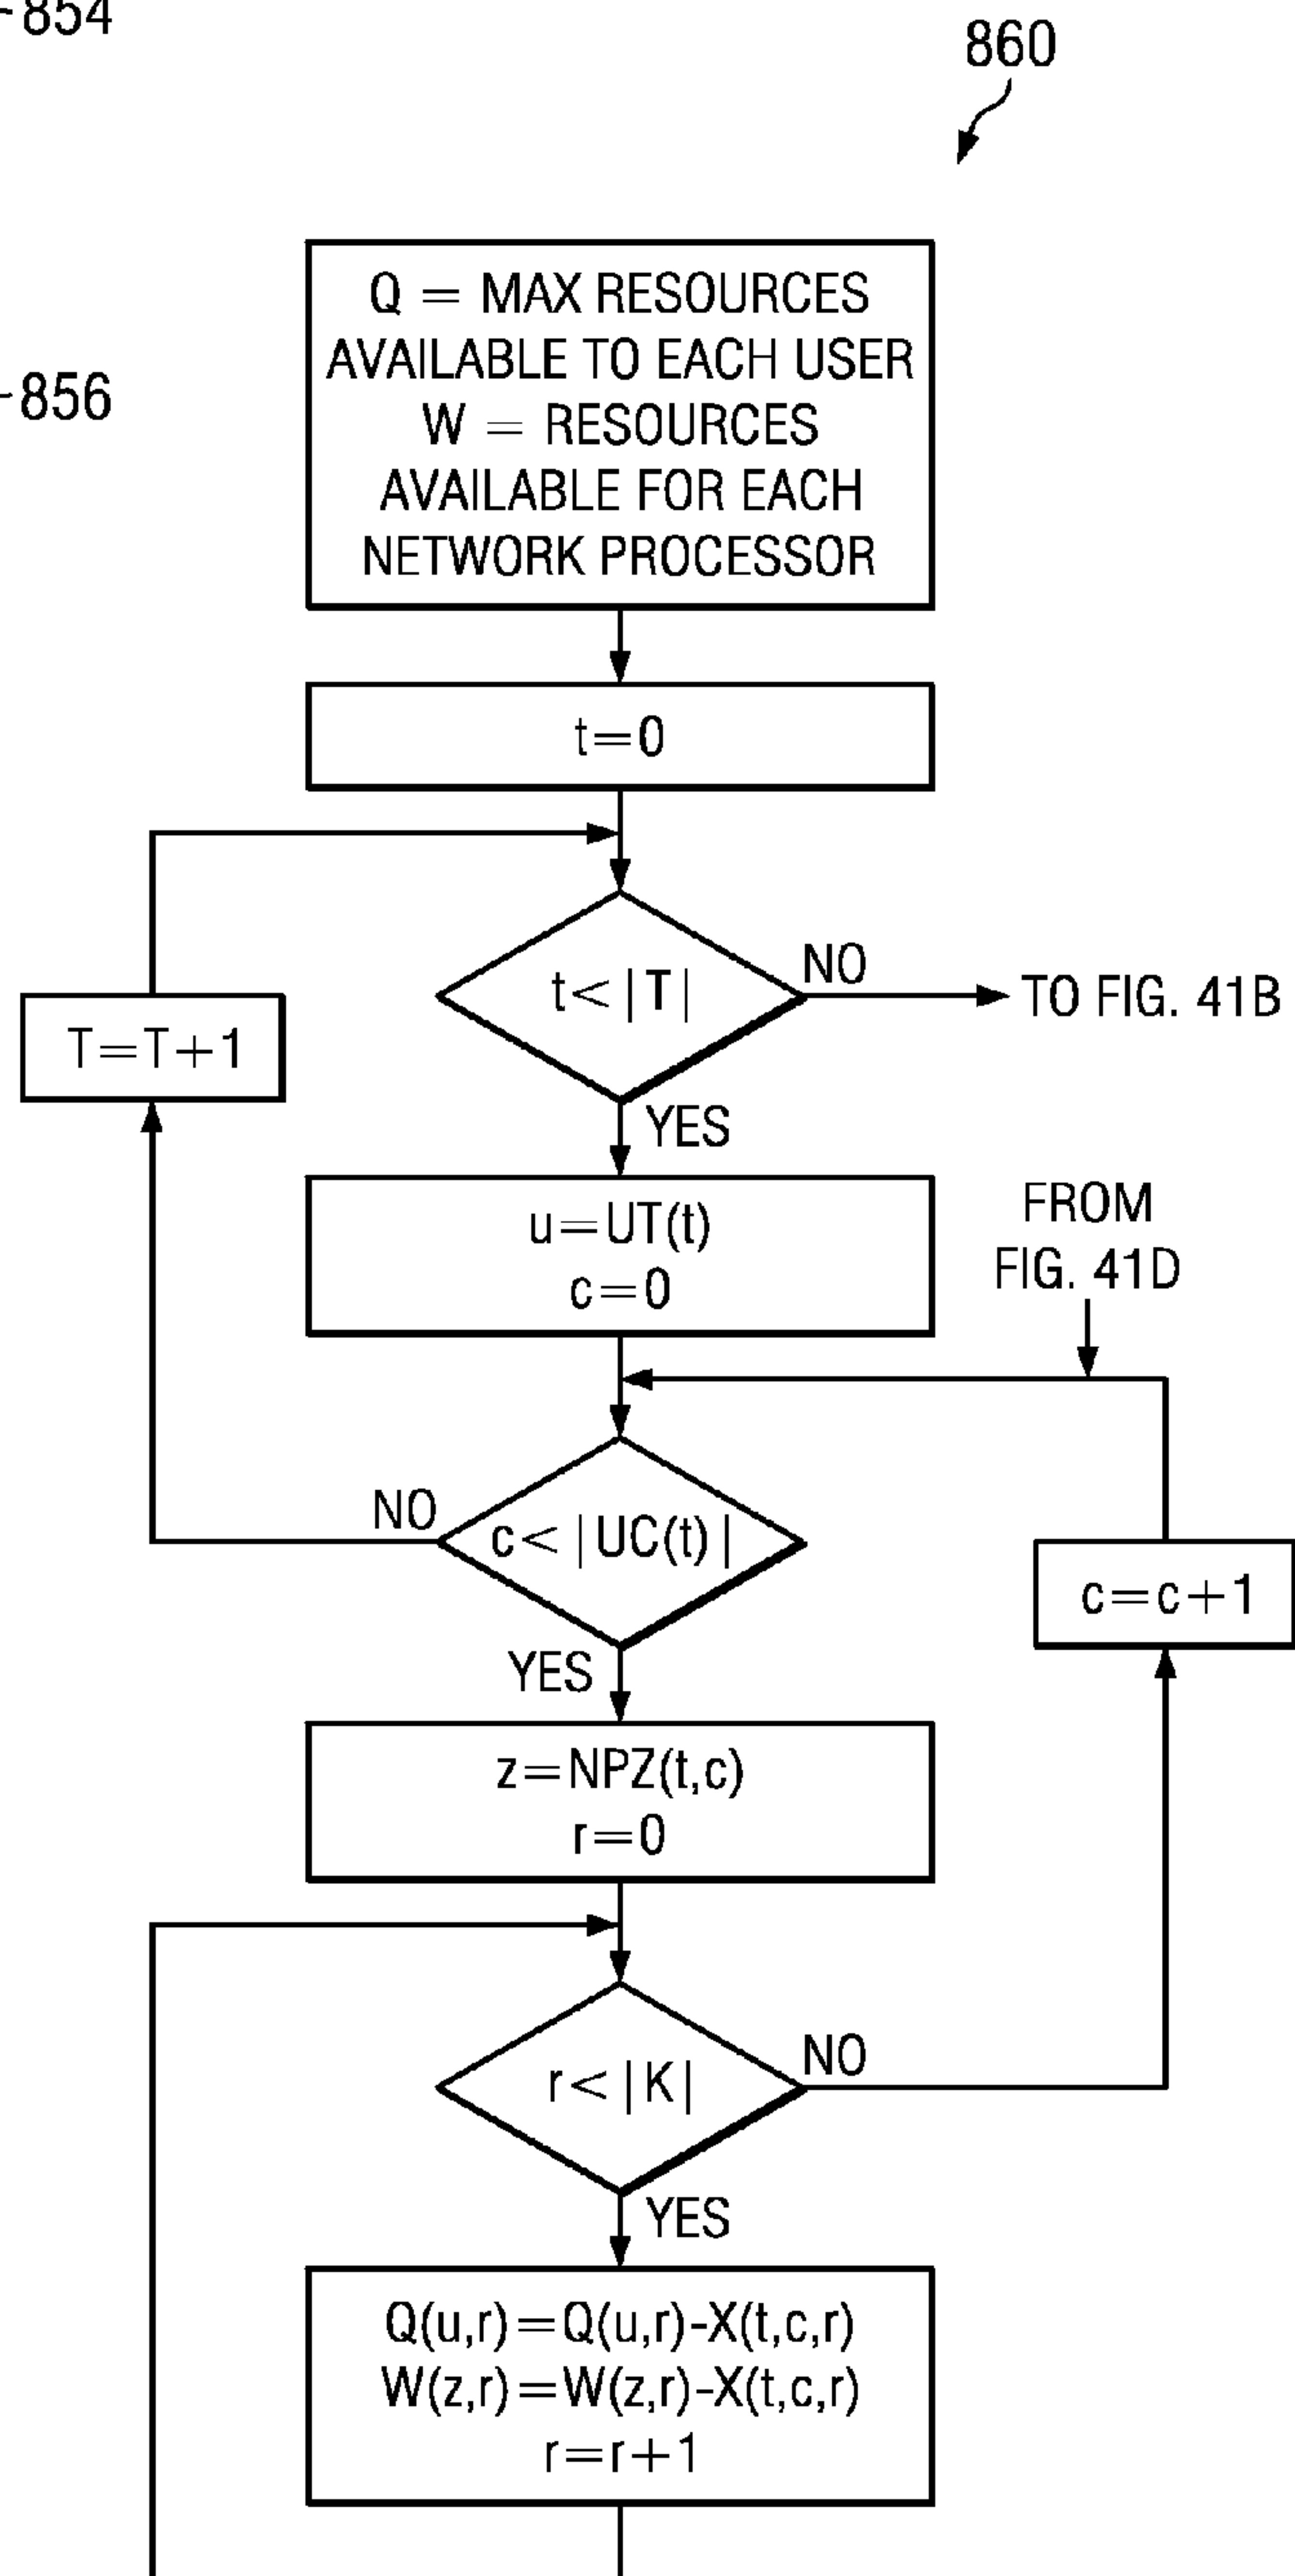 854
860
856
Q = MAX RESOURCES
AVAILABLE TO EACH USER
W = RESOURCES
AVAILABLE FOR EACH
NETWORK PROCESSOR
t=0
t<|T|
NO
TO FIG. 41B
T=T+1
YES
u=UT(t)
c=0
FROM
FIG. 41D
NO
c<|UC(t)|
c=c+1
YES
z=NPZ(t,c)
r=0
r<|K|
NO
YES
Q(u,r)=Q(u,r)-X(t,c,r)
W(z,r)=W(z,r)-X(t,c,r)
r=r+1